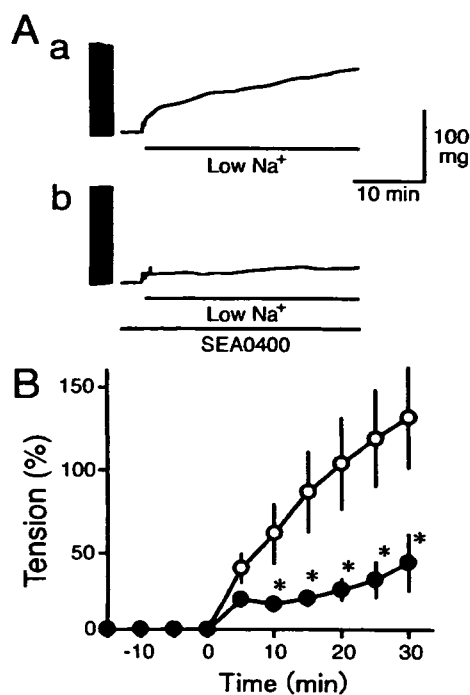 A
a
Low Na+
100
mg
10 min
b
Low Na+
SEA0400
B
150
100
50
0
Tension (%)
* * * * *
-10 0 10 20 30
Time (min)